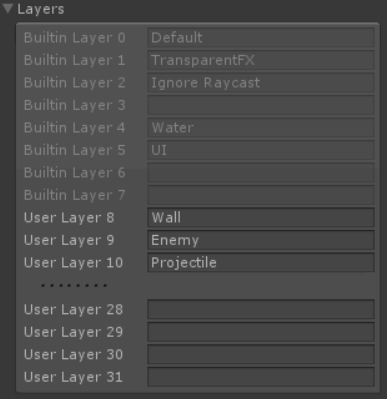 Layers
Builtin Layer 0 Default
Builtin Layer 1 TransparentFX
Builtin Layer 2 Ignore Raycast
Builtin Layer 3
Builtin Layer 4 Water
Builtin Layer 5 UI
Builtin Layer 6
Builtin Layer 7
User Layer 8 Wall
User Layer 9 Enemy
User Layer 10 Projectile
........
User Layer 28
User Layer 29
User Layer 30
User Layer 31